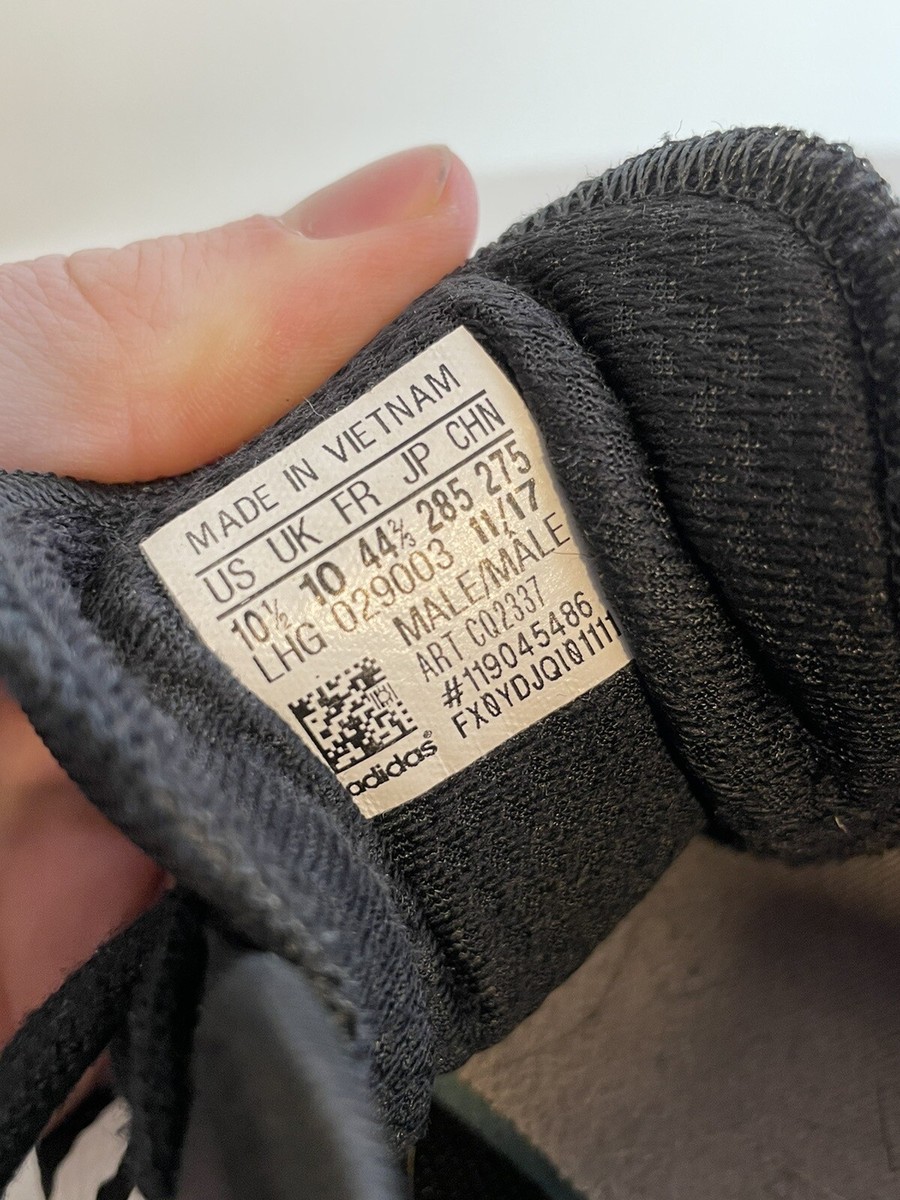 MADE IN VIETNAM
US UK FR JP CHN
10½ 10 44⅔ 285 275
LHG 029003 11/17
MALE/MALE
ART CQ2337
#119045486
FX0YDJQI01111
adidas®